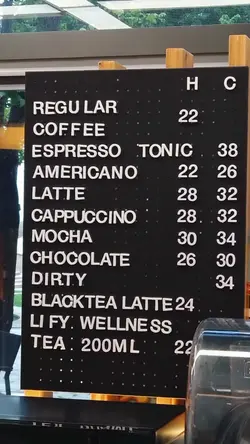 H C
REGULAR 22
COFFEE
ESPRESSO TONIC 38
AMERICANO 22 26
LATTE 28 32
CAPPUCCINO 28 32
MOCHA 30 34
CHOCOLATE 26 30
DIRTY 34
BLACKTEA LATTE 24
LI FY WELLNESS
TEA 200ML 22